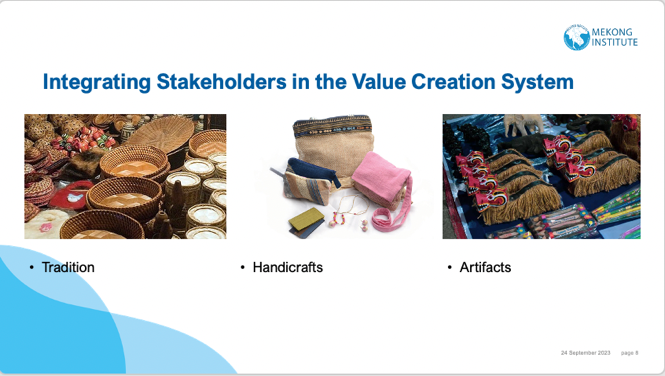 MEKONG
INSTITUTE
Integrating Stakeholders in the Value Creation System
• Tradition
• Handicrafts
• Artifacts
24 September 2023 page 8